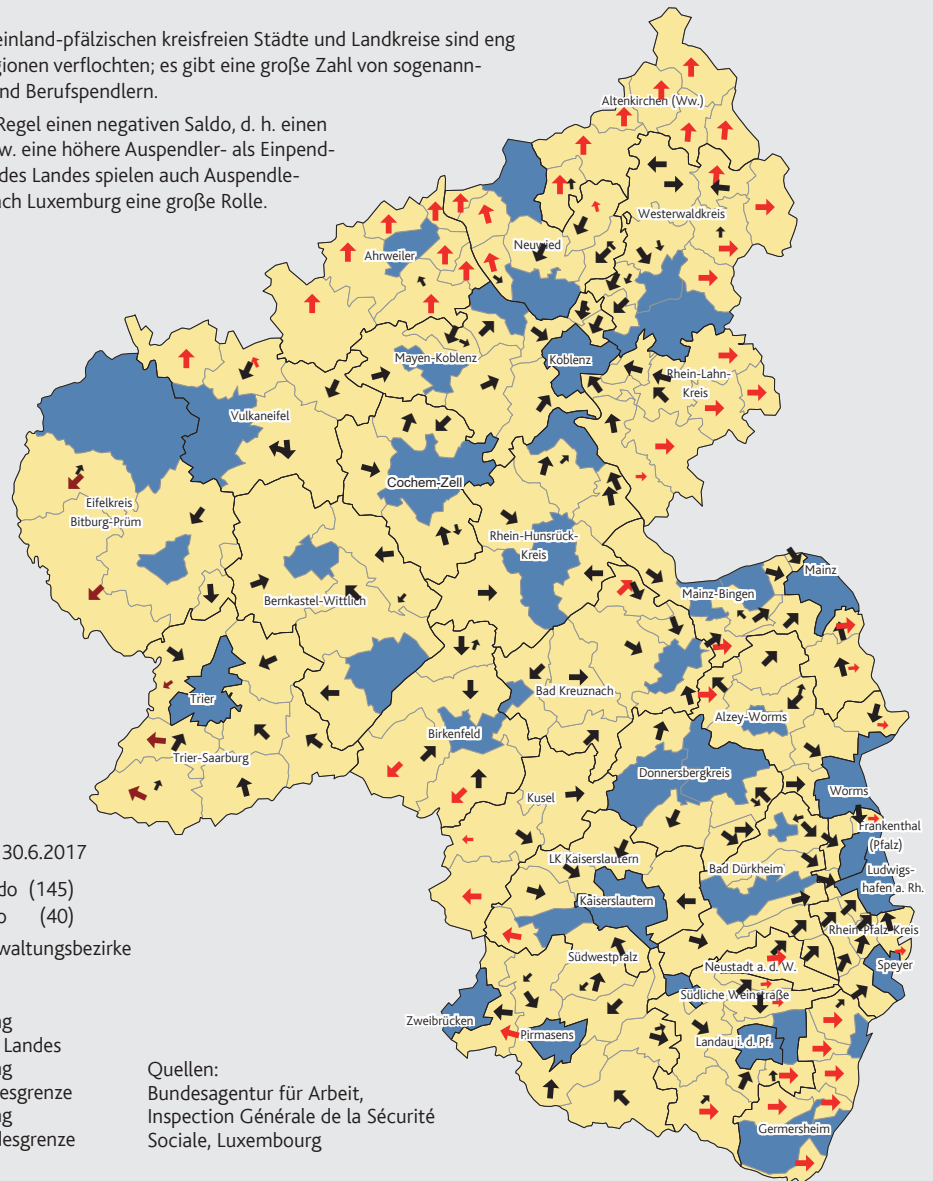 einland-pfälzischen kreisfreien Städte und Landkreise sind eng
gionen verflochten; es gibt eine große Zahl von sogenann-
nd Berufspendlern.
Regel einen negativen Saldo, d. h. einen
w. eine höhere Auspendler- als Einpend-
des Landes spielen auch Auspendle-
ach Luxemburg eine große Rolle.
Altenkirchen (Ww.)
Westerwaldkreis
Neuwied
Ahrweiler
Mayen-Koblenz
Koblenz
Rhein-Lahn-
Kreis
Vulkaneifel
Cochem-Zell
Eifelkreis
Bitburg-Prüm
Rhein-Hunsrück-
Kreis
Mainz
Mainz-Bingen
Bernkastel-Wittlich
Trier
Bad Kreuznach
Alzey-Worms
Birkenfeld
Trier-Saarburg
Donnersbergkreis
Worms
Kusel
Frankenthal
(Pfalz)
LK Kaiserslautern
Bad Dürkheim
Ludwigs-
hafen a. Rh.
Kaiserslautern
Rhein-Pfalz-Kreis
Südwestpfalz
Neustadt a. d. W.
Speyer
Südliche Weinstraße
Zweibrücken
Pirmasens
Landau i. d. Pf.
Germersheim
30.6.2017
do (145)
o (40)
waltungsbezirke
ng
Landes
ng
desgrenze
ng
desgrenze
Quellen:
Bundesagentur für Arbeit,
Inspection Générale de la Sécurité
Sociale, Luxembourg